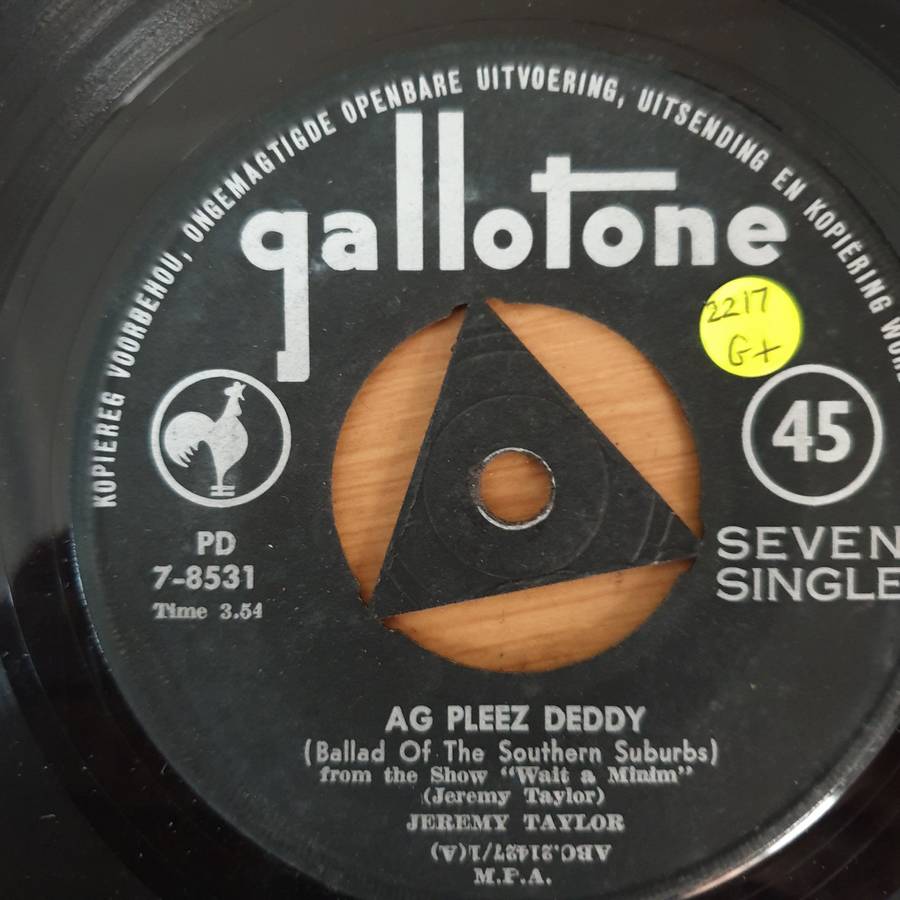 KOPIEREG VOORBEHOU, ONGEMAGTIGDE OPENBARE UITVOERING, UITSENDING EN KOPIËRING
gallotone
2217
G+
45
PD
7-8531
Time 3.54
SEVEN
SINGLE
AG PLEEZ DEDDY
(Ballad Of The Southern Suburbs)
from the Show "Wait a Minim"
(Jeremy Taylor)
JEREMY TAYLOR
ABC.21427/1(A)
M.P.A.